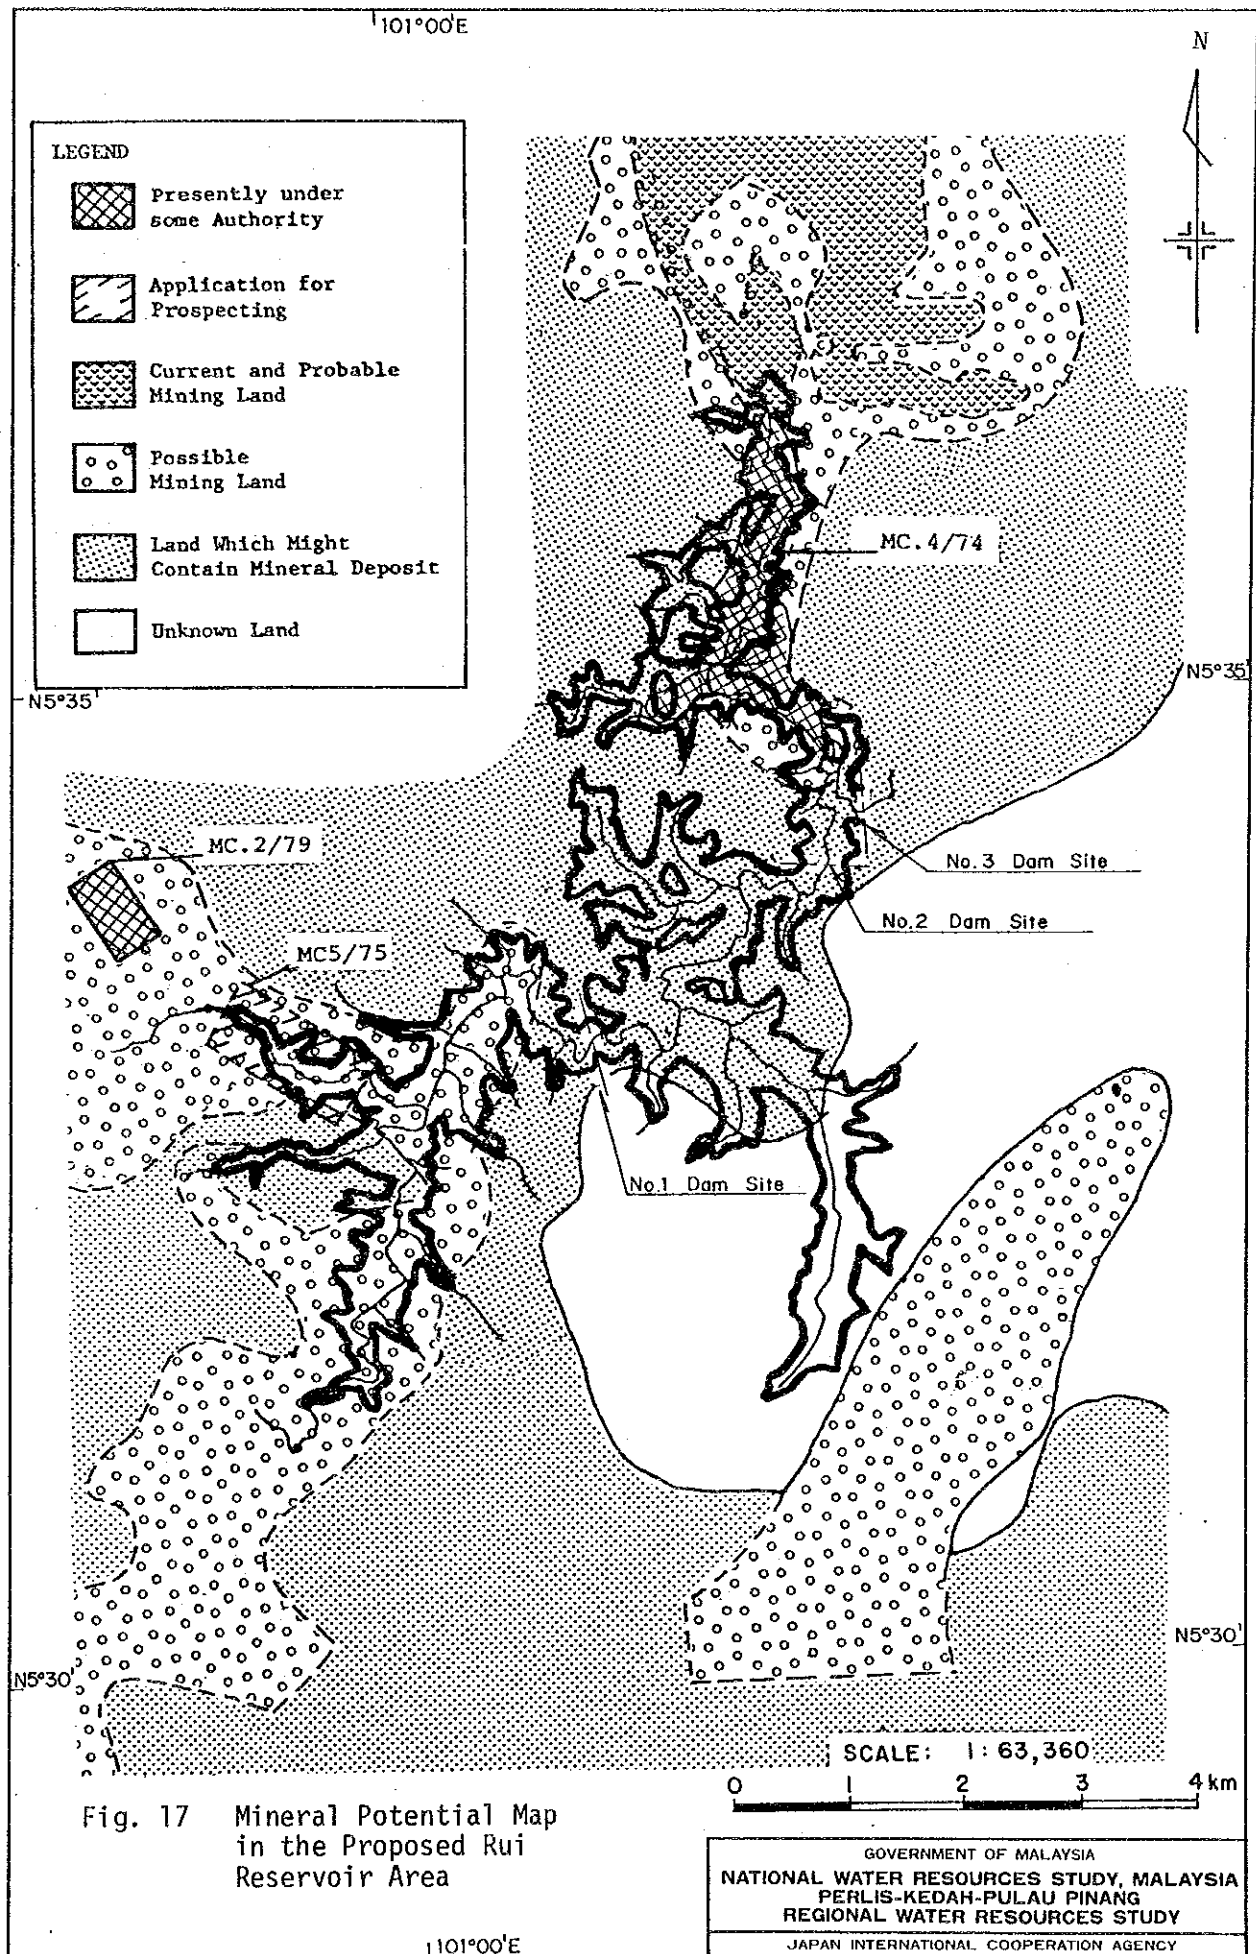 101°00'E
N
LEGEND
Presently under
some Authority
Application for
Prospecting
Current and Probable
Mining Land
Possible
Mining Land
Land Which Might
Contain Mineral Deposit
Unknown Land
MC.4/74
N5°35'
N5°35'
MC.2/79
No.3 Dam Site
No.2 Dam Site
MC5/75
No.1 Dam Site
N5°30'
N5°30'
SCALE: 1:63,360
0 1 2 3 4 km
Fig. 17 Mineral Potential Map
in the Proposed Rui
Reservoir Area
GOVERNMENT OF MALAYSIA
NATIONAL WATER RESOURCES STUDY, MALAYSIA
PERLIS-KEDAH-PULAU PINANG
REGIONAL WATER RESOURCES STUDY
JAPAN INTERNATIONAL COOPERATION AGENCY
101°00'E